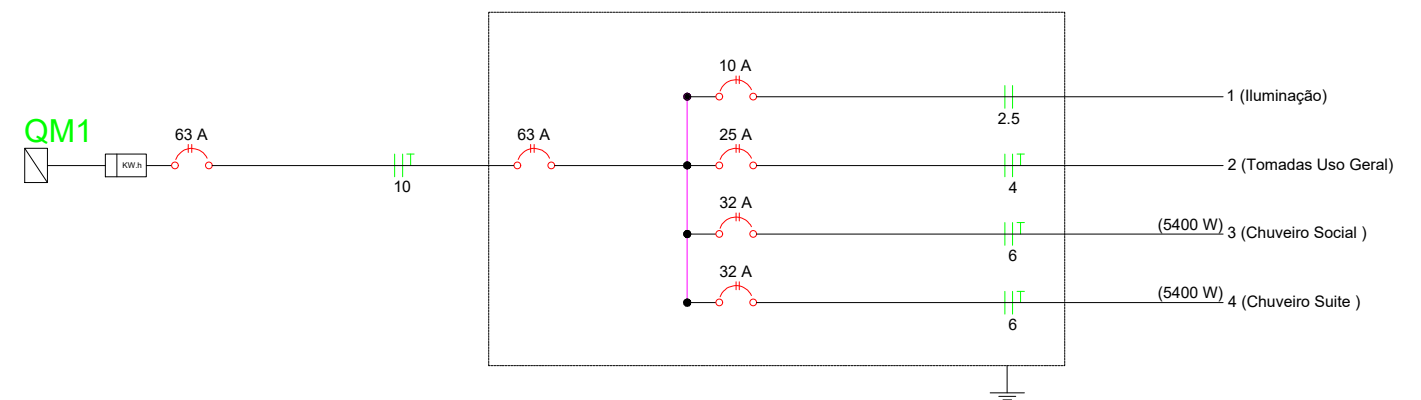 10 A
2.5
1 (Iluminação)
QM1
KW.h
63 A
T
10
63 A
25 A
T
4
2 (Tomadas Uso Geral)
32 A
T
6
(5400 W)
3 (Chuveiro Social )
32 A
T
6
(5400 W)
4 (Chuveiro Suite )